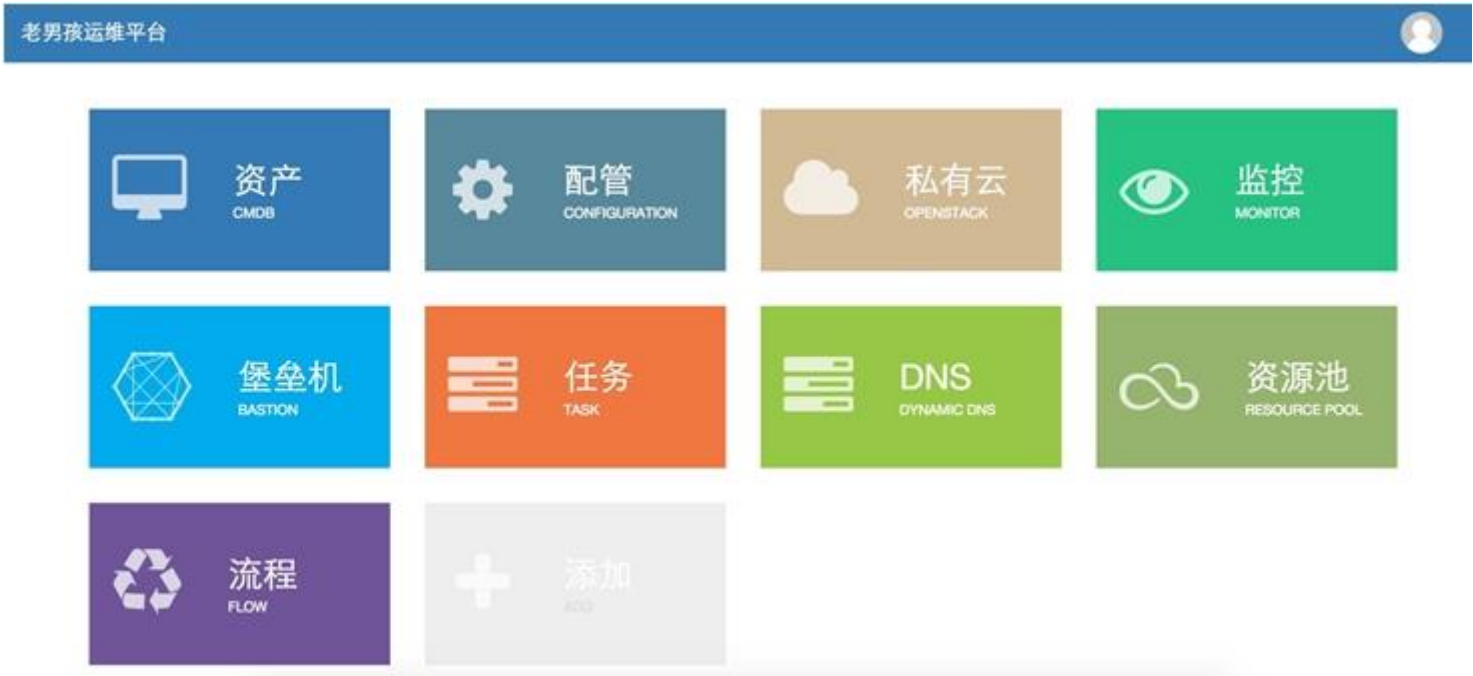 老男孩运维平台
资产
CMDB
配管
CONFIGURATION
私有云
OPENSTACK
监控
MONITOR
堡垒机
BASTION
任务
TASK
DNS
DYNAMIC DNS
资源池
RESOURCE POOL
流程
FLOW
添加
ADD